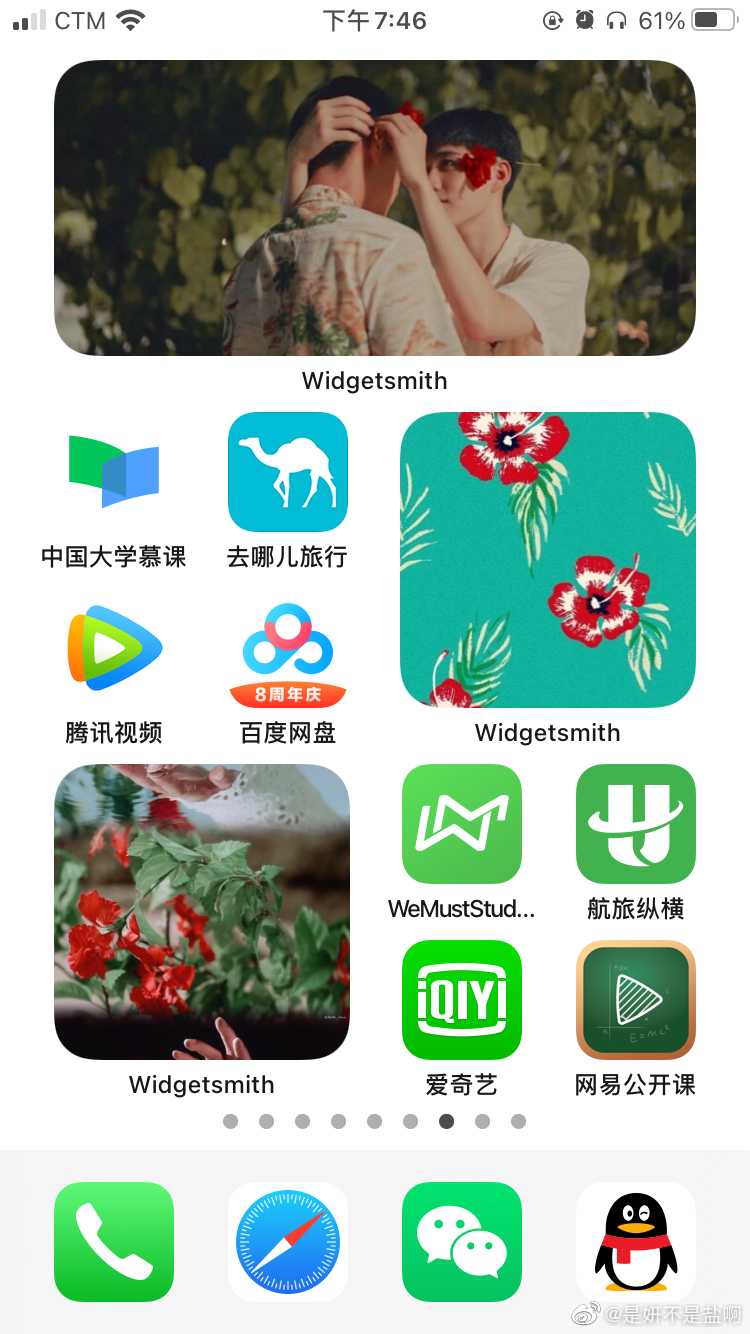 CTM 下午7:46 61%
Widgetsmith
中国大学慕课 去哪儿旅行
8周年庆
腾讯视频 百度网盘 Widgetsmith
WeMustStud... 航旅纵横
iQIYI
E=MC²
Widgetsmith 爱奇艺 网易公开课
@是妍不是盐啊